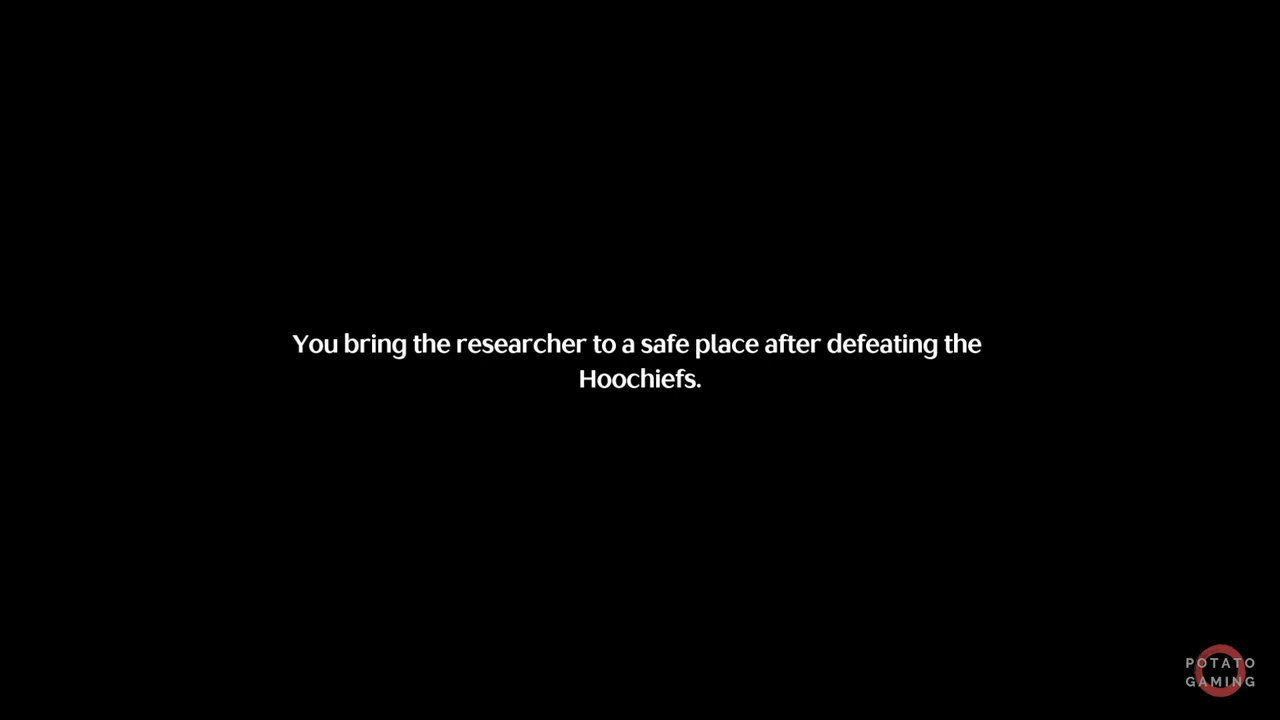 You bring the researcher to a safe place after defeating the
Hoochiefs.
POTATO
GAMING